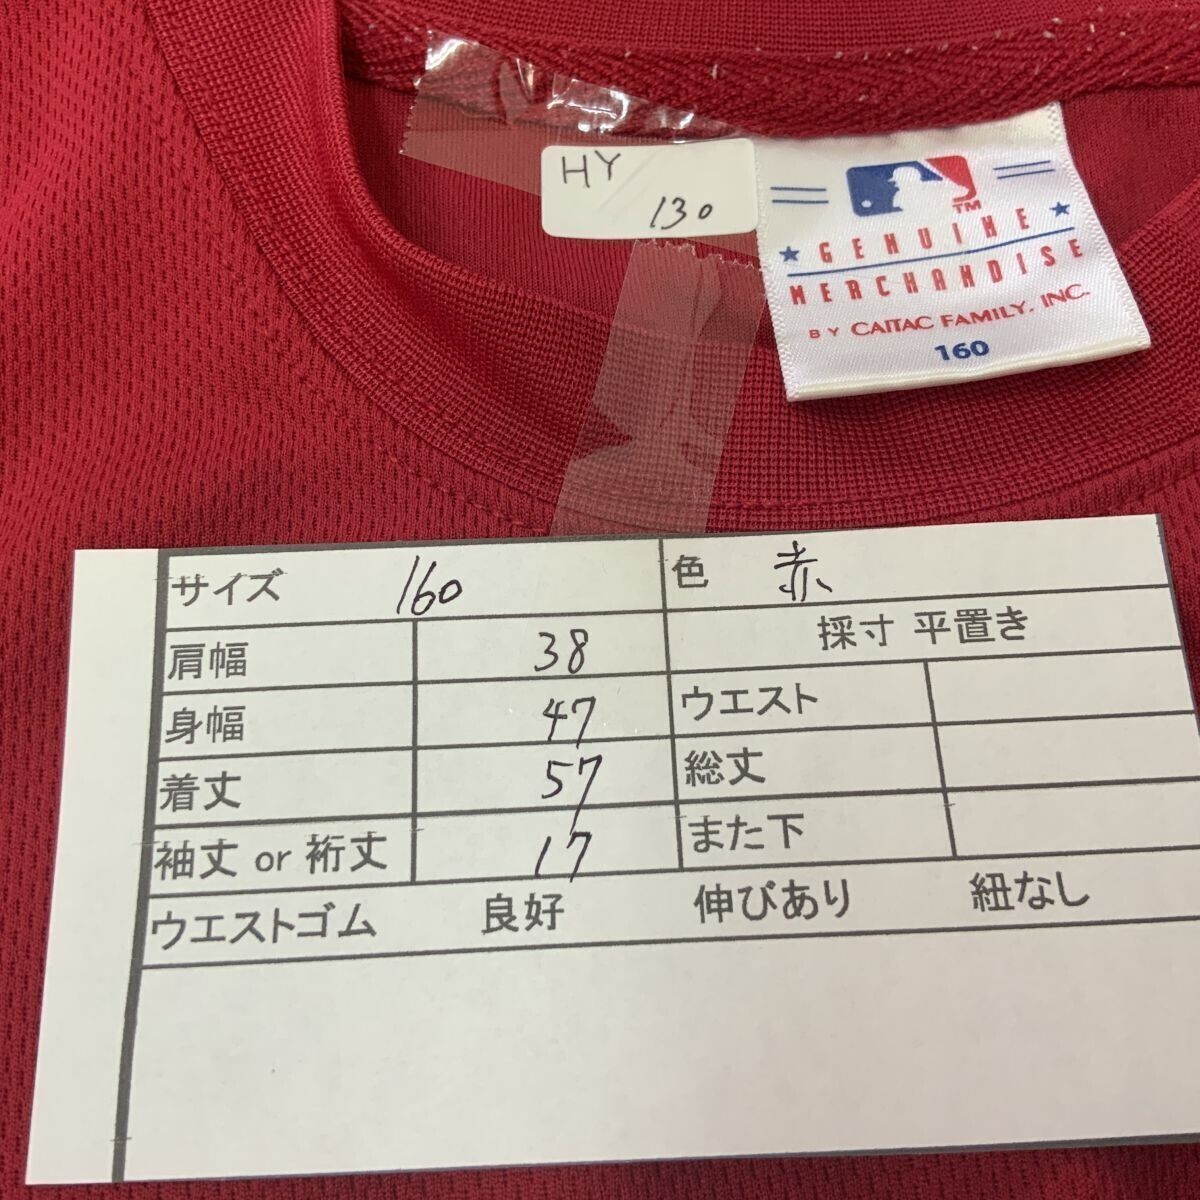 HY
130
TM
GENUINE
MERCHANDISE
BY CAITAC FAMILY, INC.
160
サイズ 160 色 赤
肩幅 38 採寸 平置き
身幅 47 ウエスト
着丈 57 総丈
袖丈 or 裄丈 17 また下
ウエストゴム 良好 伸びあり 紐なし